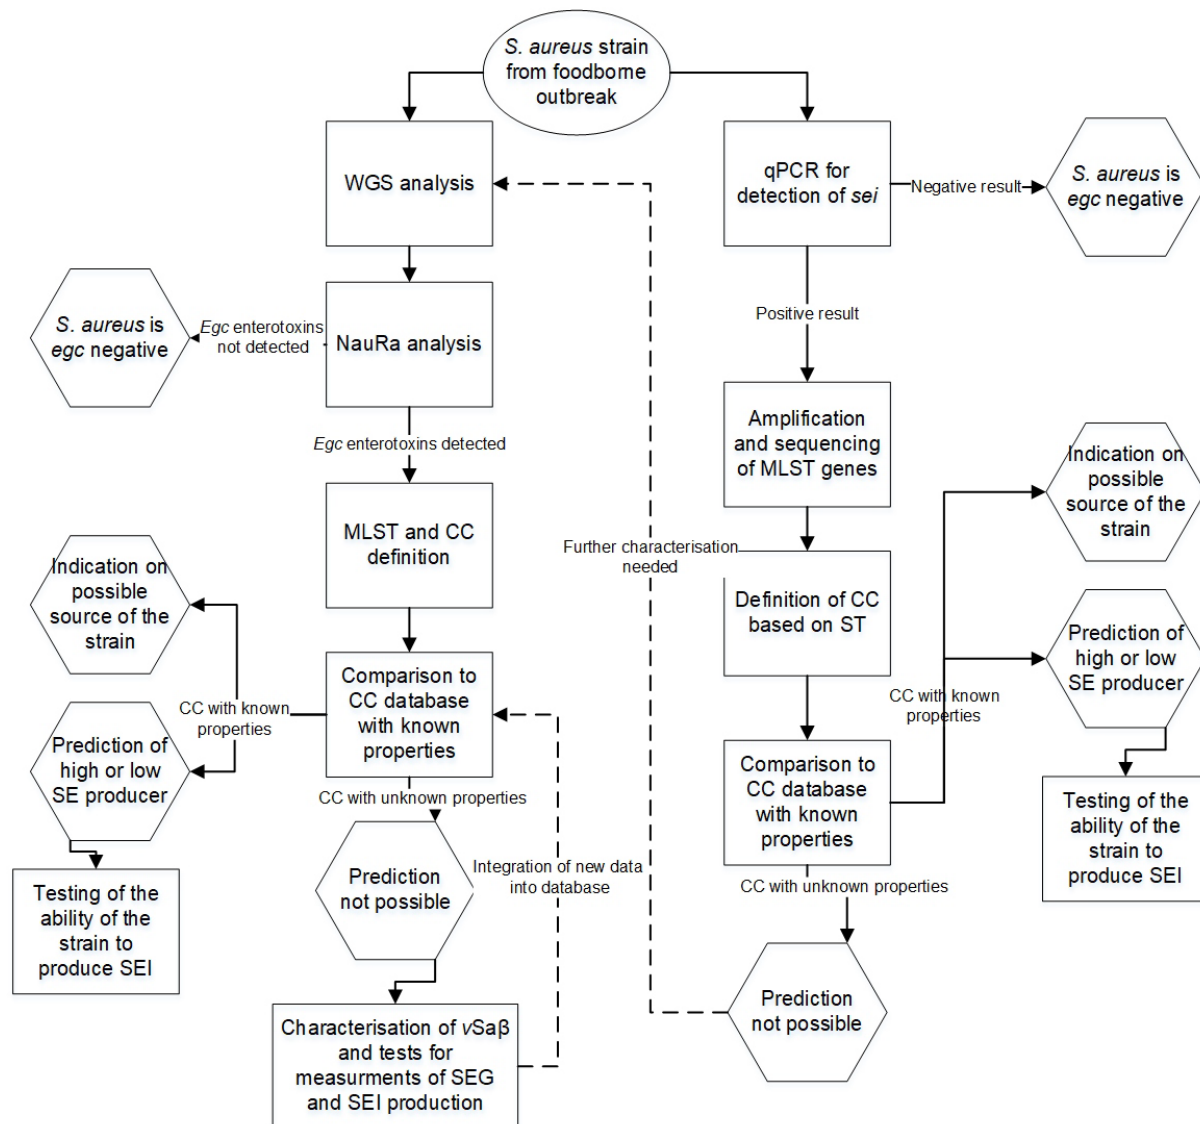 S. aureus strain
from foodborne
outbreak
WGS analysis
qPCR for
detection of sei
Negative result
S. aureus is
egc negative
Positive result
S. aureus is
egc negative
Egc enterotoxins
not detected
NauRa analysis
Egc enterotoxins detected
Amplification
and sequencing
of MLST genes
Indication on
possible
source of the
strain
MLST and CC
definition
Further characterisation
needed
Definition of CC
based on ST
Indication on
possible
source of the
strain
Prediction of
high or low
SE producer
CC with known
properties
Comparison to
CC database
with known
properties
CC with known
properties
Prediction of
high or low
SE producer
CC with unknown properties
Comparison to
CC database
with known
properties
Testing of the
ability of the
strain to
produce SEI
Integration of new data
into database
Prediction
not possible
CC with unknown properties
Testing of the
ability of the
strain to
produce SEI
Prediction
not possible
Characterisation of vSaβ
and tests for
measurments of SEG
and SEI production